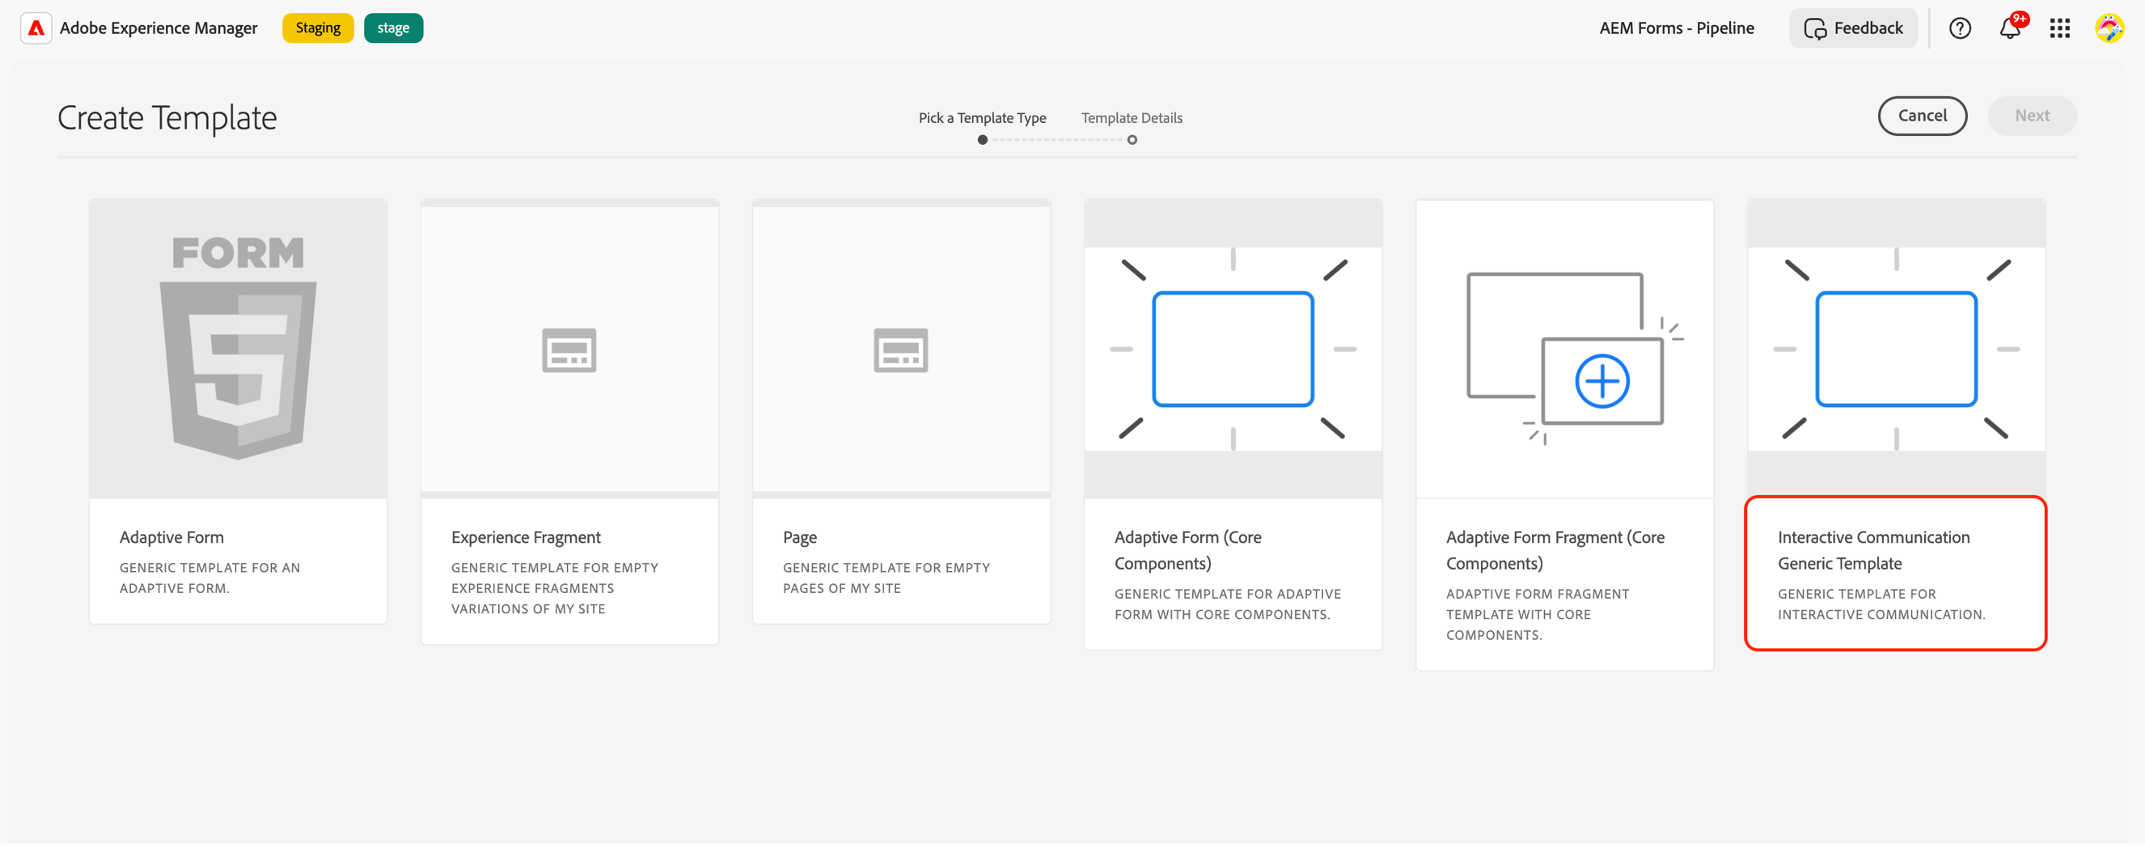 Adobe Experience Manager
Staging
stage
AEM Forms - Pipeline
Feedback
9+
Create Template
Pick a Template Type
Template Details
Cancel
Next
FORM
5
Adaptive Form
GENERIC TEMPLATE FOR AN
ADAPTIVE FORM.
Experience Fragment
GENERIC TEMPLATE FOR EMPTY
EXPERIENCE FRAGMENTS
VARIATIONS OF MY SITE
Page
GENERIC TEMPLATE FOR EMPTY
PAGES OF MY SITE
Adaptive Form (Core
Components)
GENERIC TEMPLATE FOR ADAPTIVE
FORM WITH CORE COMPONENTS.
Adaptive Form Fragment (Core
Components)
ADAPTIVE FORM FRAGMENT
TEMPLATE WITH CORE
COMPONENTS.
Interactive Communication
Generic Template
GENERIC TEMPLATE FOR
INTERACTIVE COMMUNICATION.